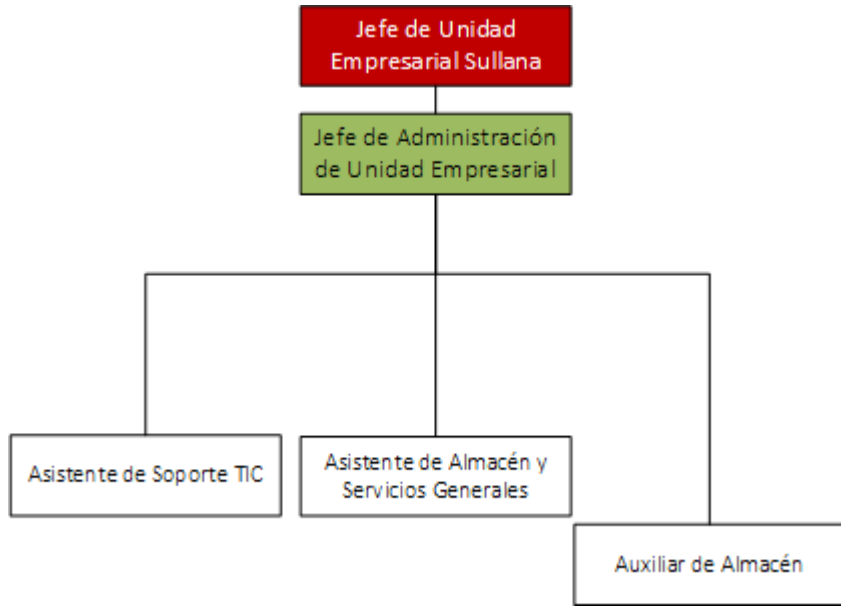 Jefe de Unidad
Empresarial Sullana
Jefe de Administración
de Unidad Empresarial
Asistente de Soporte TIC
Asistente de Almacén y
Servicios Generales
Auxiliar de Almacén